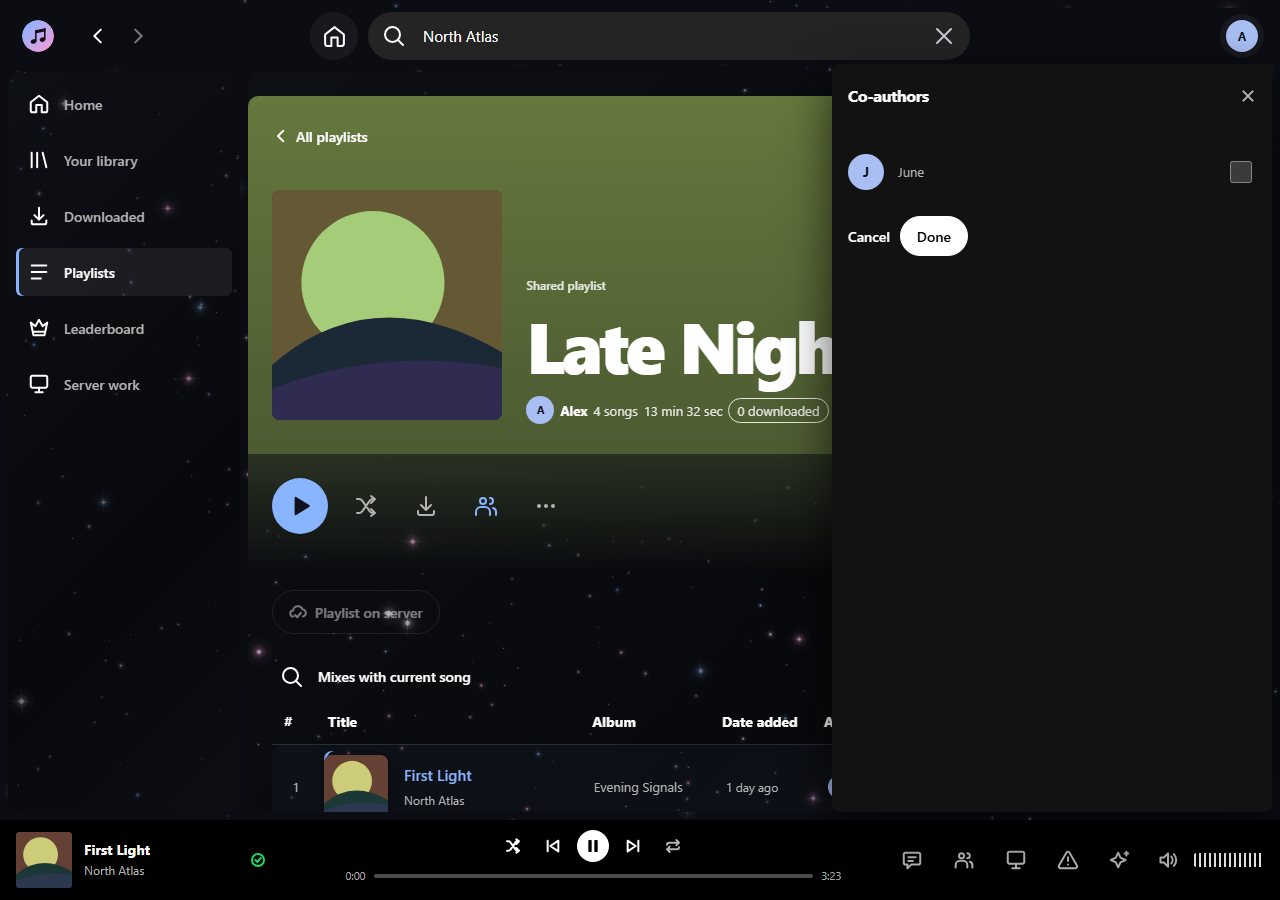 North Atlas
A
Home
Your library
Downloaded
Playlists
Leaderboard
Server work
All playlists
Shared playlist
Late Nigh
A Alex 4 songs 13 min 32 sec 0 downloaded
Playlist on server
Mixes with current song
# Title Album Date added A
1 First Light Evening Signals 1 day ago
North Atlas
Co-authors
J June
Cancel Done
First Light
North Atlas
0:00 3:23